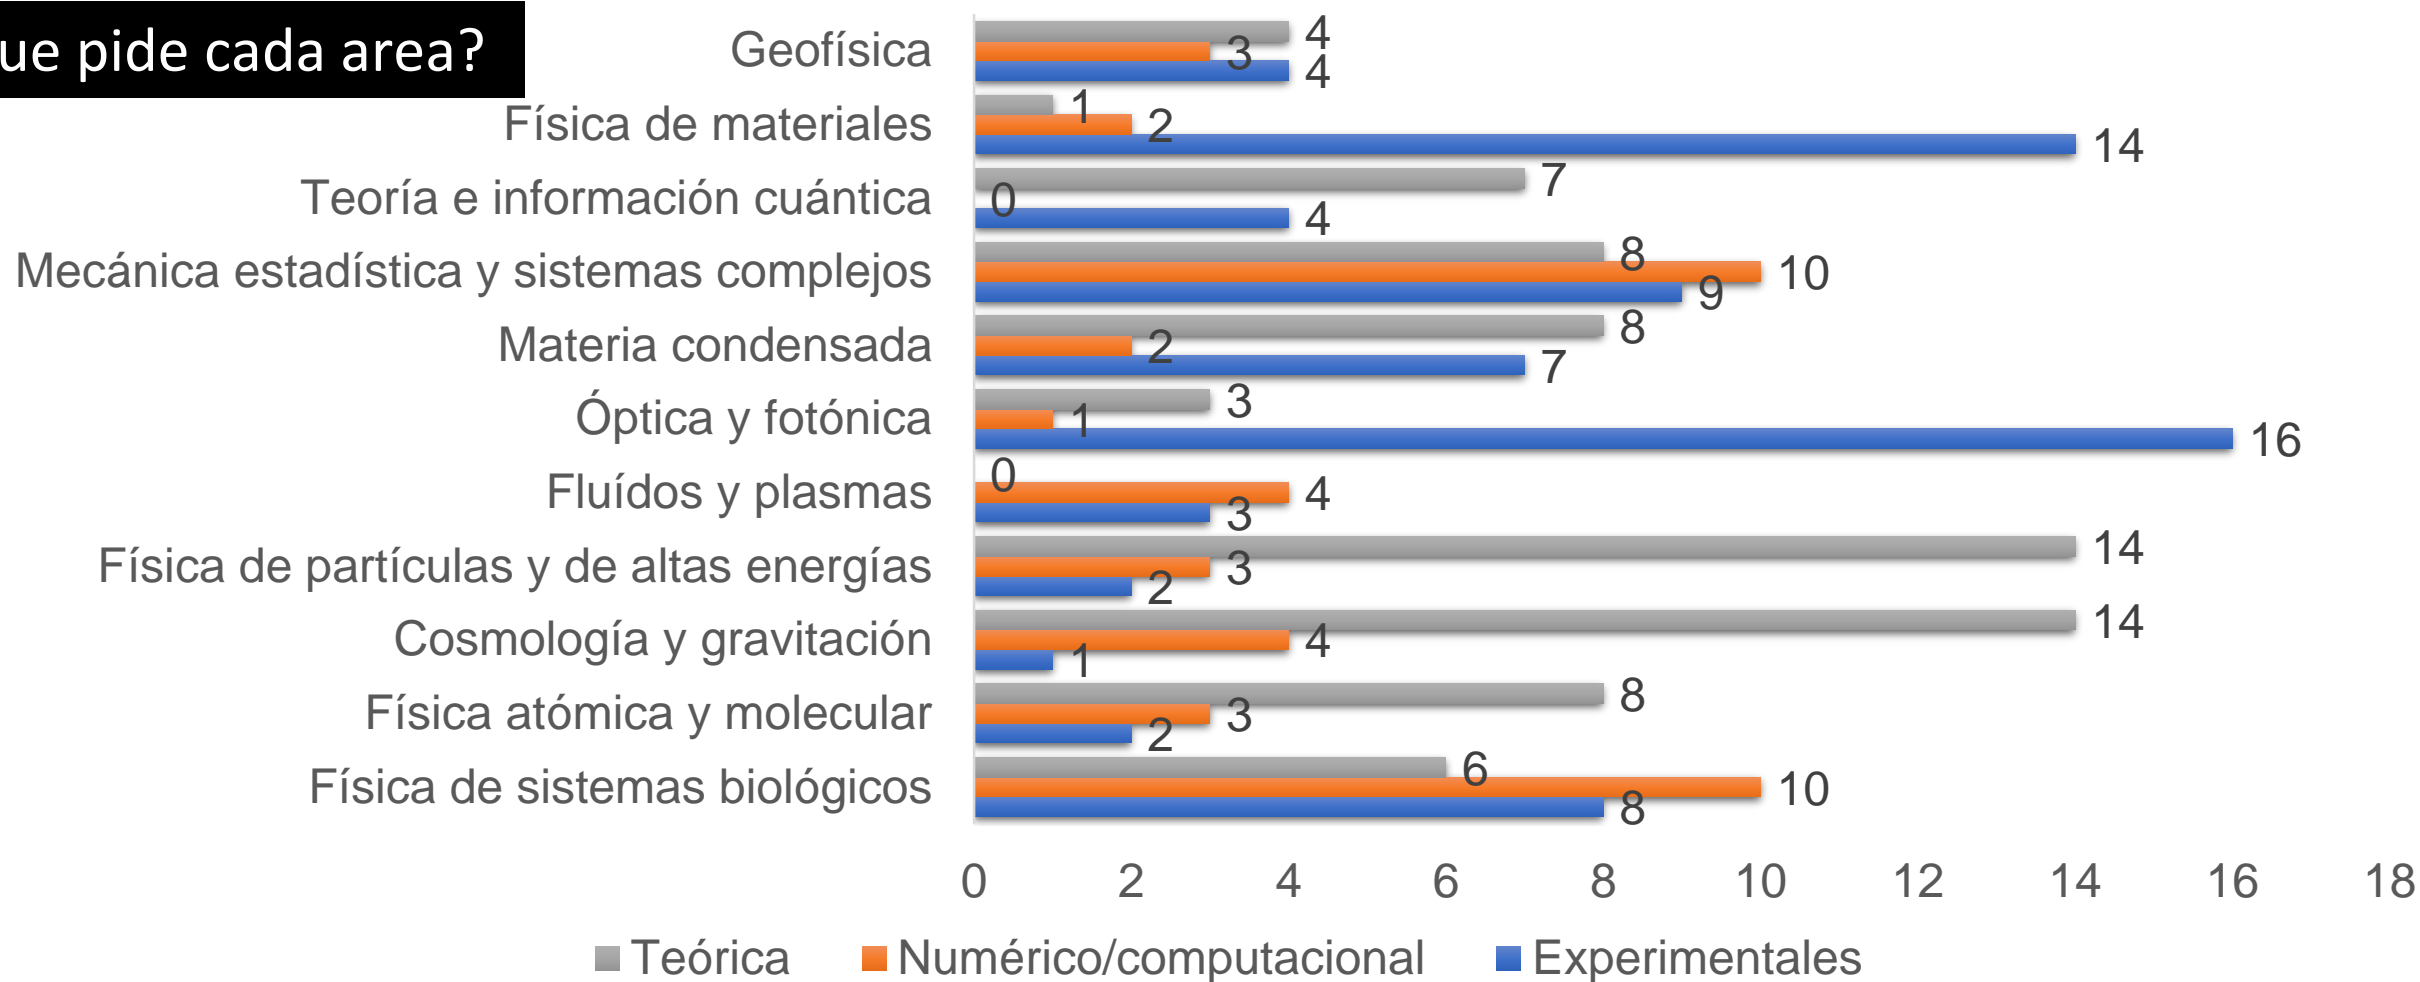 ue pide cada area?
Geofísica
4
3
4
Física de materiales
1
2
14
Teoría e información cuántica
7
0
4
Mecánica estadística y sistemas complejos
8
10
9
Materia condensada
8
2
7
Óptica y fotónica
3
1
16
Fluídos y plasmas
0
4
3
Física de partículas y de altas energías
14
3
2
Cosmología y gravitación
14
4
1
Física atómica y molecular
8
3
2
Física de sistemas biológicos
6
10
8
0 2 4 6 8 10 12 14 16 18
Teórica Numérico/computacional Experimentales